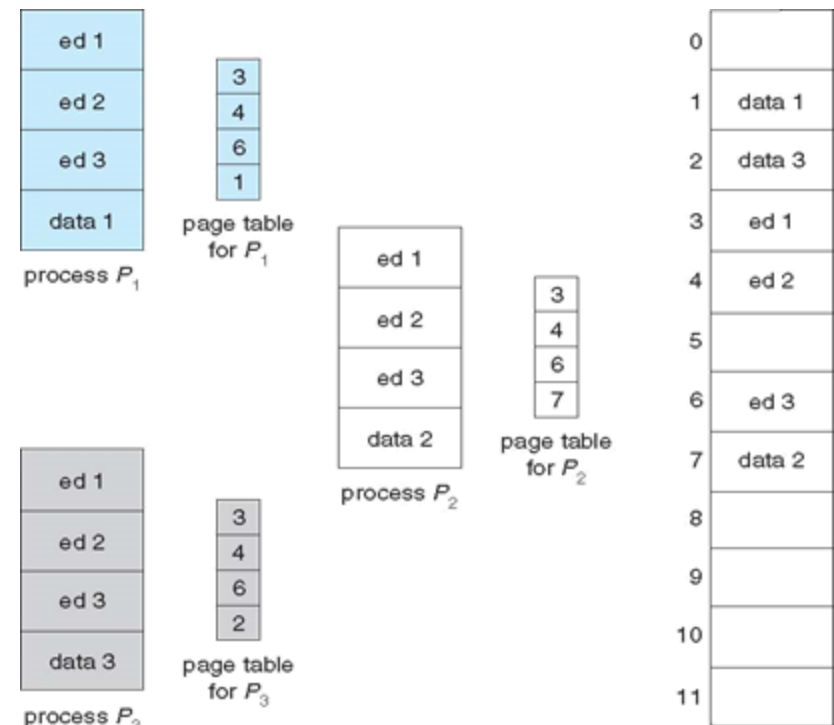 ed 1
ed 2
ed 3
data 1
process P₁
3
4
6
1
page table
for P₁
ed 1
ed 2
ed 3
data 2
process P₂
3
4
6
7
page table
for P₂
ed 1
ed 2
ed 3
data 3
process P₃
3
4
6
2
page table
for P₃
0
1 data 1
2 data 3
3 ed 1
4 ed 2
5
6 ed 3
7 data 2
8
9
10
11